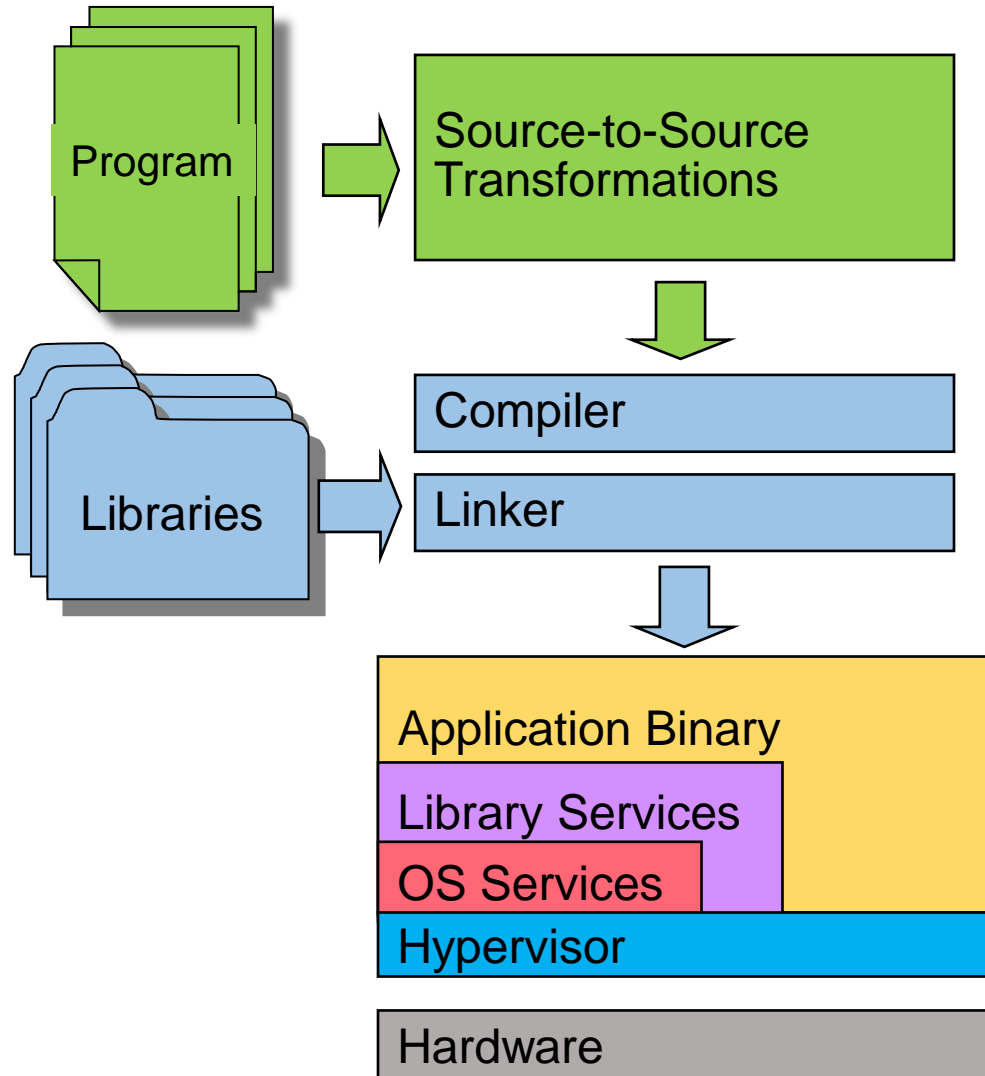 Program
Source-to-Source
Transformations
Compiler
Libraries
Linker
Application Binary
Library Services
OS Services
Hypervisor
Hardware